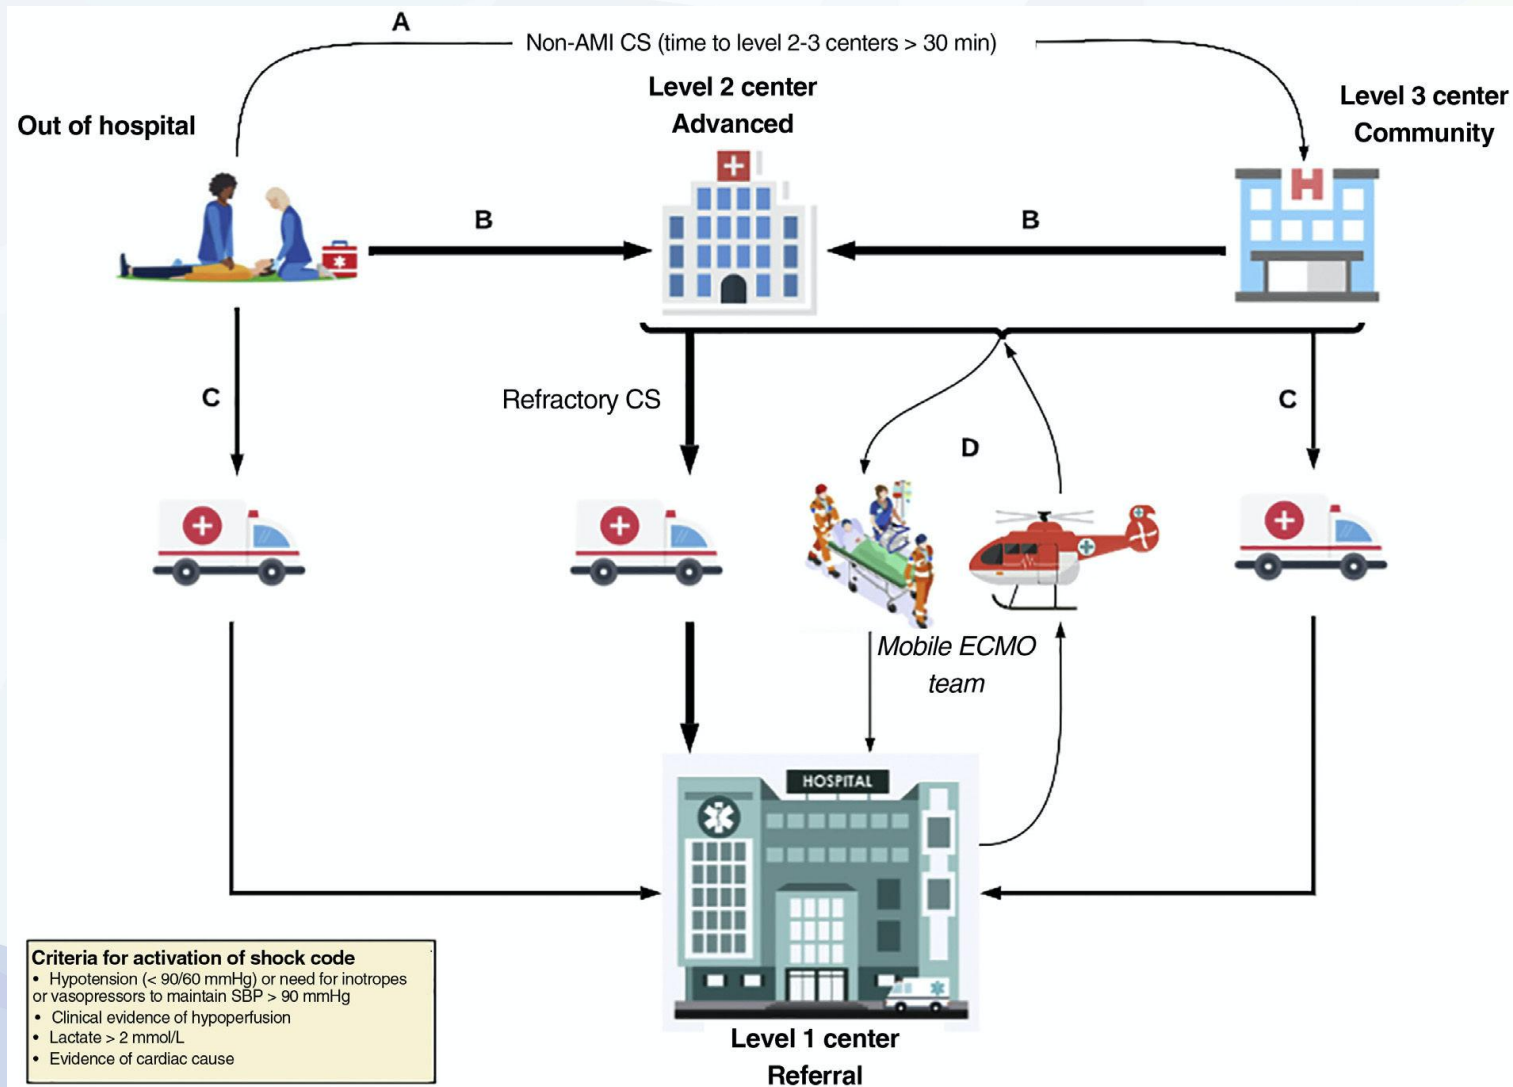 A
Non-AMI CS (time to level 2-3 centers > 30 min)
Level 2 center
Advanced
Level 3 center
Community
Out of hospital
H
B
B
C
Refractory CS
D
C
Mobile ECMO
team
HOSPITAL
Level 1 center
Referral
Criteria for activation of shock code
• Hypotension (< 90/60 mmHg) or need for inotropes
or vasopressors to maintain SBP > 90 mmHg
• Clinical evidence of hypoperfusion
• Lactate > 2 mmol/L
• Evidence of cardiac cause